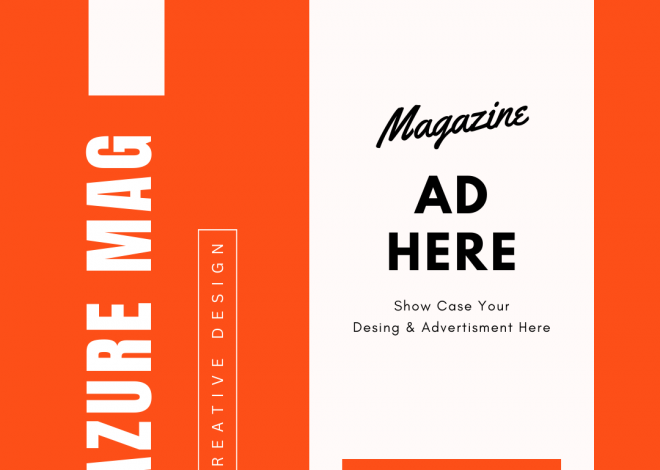 AZURE MAG
REATIVE DESIGN
Magazine
AD
HERE
Show Case Your
Desing & Advertisment Here